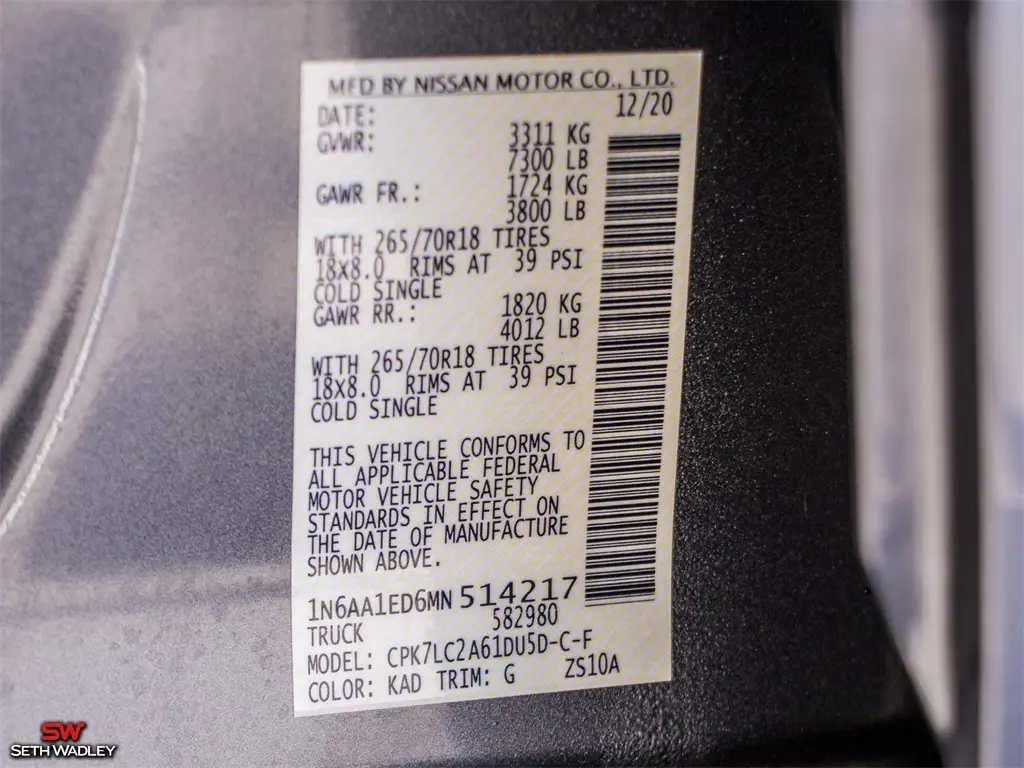 MFD BY NISSAN MOTOR CO., LTD.
DATE: 12/20
GVWR: 3311 KG
7300 LB
GAWR FR.: 1724 KG
3800 LB
WITH 265/70R18 TIRES
18X8.0 RIMS AT 39 PSI
COLD SINGLE
GAWR RR.: 1820 KG
4012 LB
WITH 265/70R18 TIRES
18X8.0 RIMS AT 39 PSI
COLD SINGLE
THIS VEHICLE CONFORMS TO
ALL APPLICABLE FEDERAL
MOTOR VEHICLE SAFETY
STANDARDS IN EFFECT ON
THE DATE OF MANUFACTURE
SHOWN ABOVE.
1N6AA1ED6MN514217
TRUCK 582980
MODEL: CPK7LC2A61DU5D-C-F
COLOR: KAD TRIM: G ZS10A
SW
SETH WADLEY